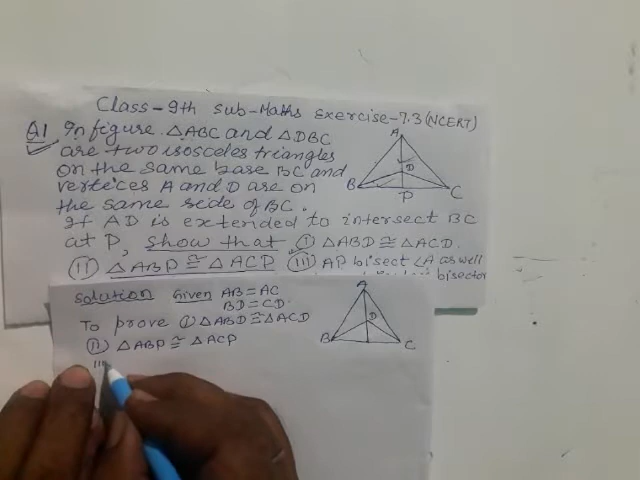 Class-9th sub-Maths exercise-7.3(NCERT)
Q1 In figure. △ABC and △DBC
are two isosceles triangles
on the same base BC and
vertices A and D are on
the same side of BC.
If AD is extended to intersect BC
at P, show that (I) △ABD≅△ACD.
(II) △ABP≅△ACP (III) AP bisect ∠A as well
bisector
A
D
B
P
C
Solution Given AB=AC
BD=CD.
To prove (I) △ABD≅△ACD
(II) △ABP≅△ACP
III
A
D
B
C